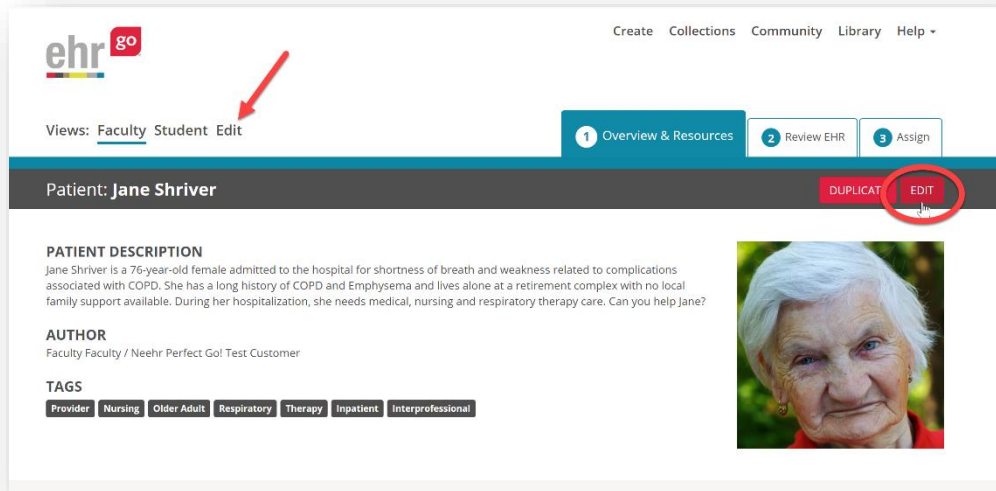 ehr go
Create Collections Community Library Help
Views: Faculty Student Edit
1 Overview & Resources 2 Review EHR 3 Assign
Patient: Jane Shriver
DUPLICAT EDIT
PATIENT DESCRIPTION
Jane Shriver is a 76-year-old female admitted to the hospital for shortness of breath and weakness related to complications
associated with COPD. She has a long history of COPD and Emphysema and lives alone at a retirement complex with no local
family support available. During her hospitalization, she needs medical, nursing and respiratory therapy care. Can you help Jane?
AUTHOR
Faculty Faculty / Neehr Perfect Go! Test Customer
TAGS
Provider Nursing Older Adult Respiratory Therapy Inpatient Interprofessional